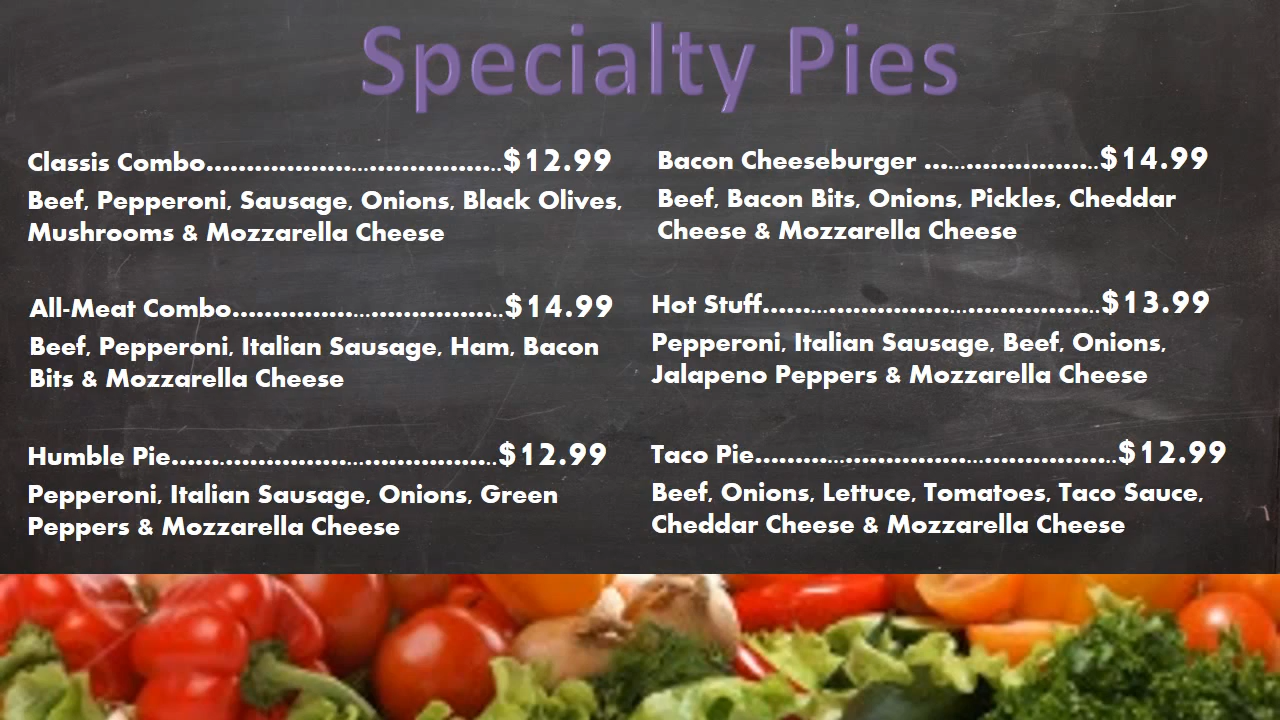 Specialty Pies
Classis Combo.....................................$12.99
Beef, Pepperoni, Sausage, Onions, Black Olives,
Mushrooms & Mozzarella Cheese
All-Meat Combo..................................$14.99
Beef, Pepperoni, Italian Sausage, Ham, Bacon
Bits & Mozzarella Cheese
Humble Pie.........................................$12.99
Pepperoni, Italian Sausage, Onions, Green
Peppers & Mozzarella Cheese
Bacon Cheeseburger ......................$14.99
Beef, Bacon Bits, Onions, Pickles, Cheddar
Cheese & Mozzarella Cheese
Hot Stuff..........................................$13.99
Pepperoni, Italian Sausage, Beef, Onions,
Jalapeno Peppers & Mozzarella Cheese
Taco Pie.............................................$12.99
Beef, Onions, Lettuce, Tomatoes, Taco Sauce,
Cheddar Cheese & Mozzarella Cheese